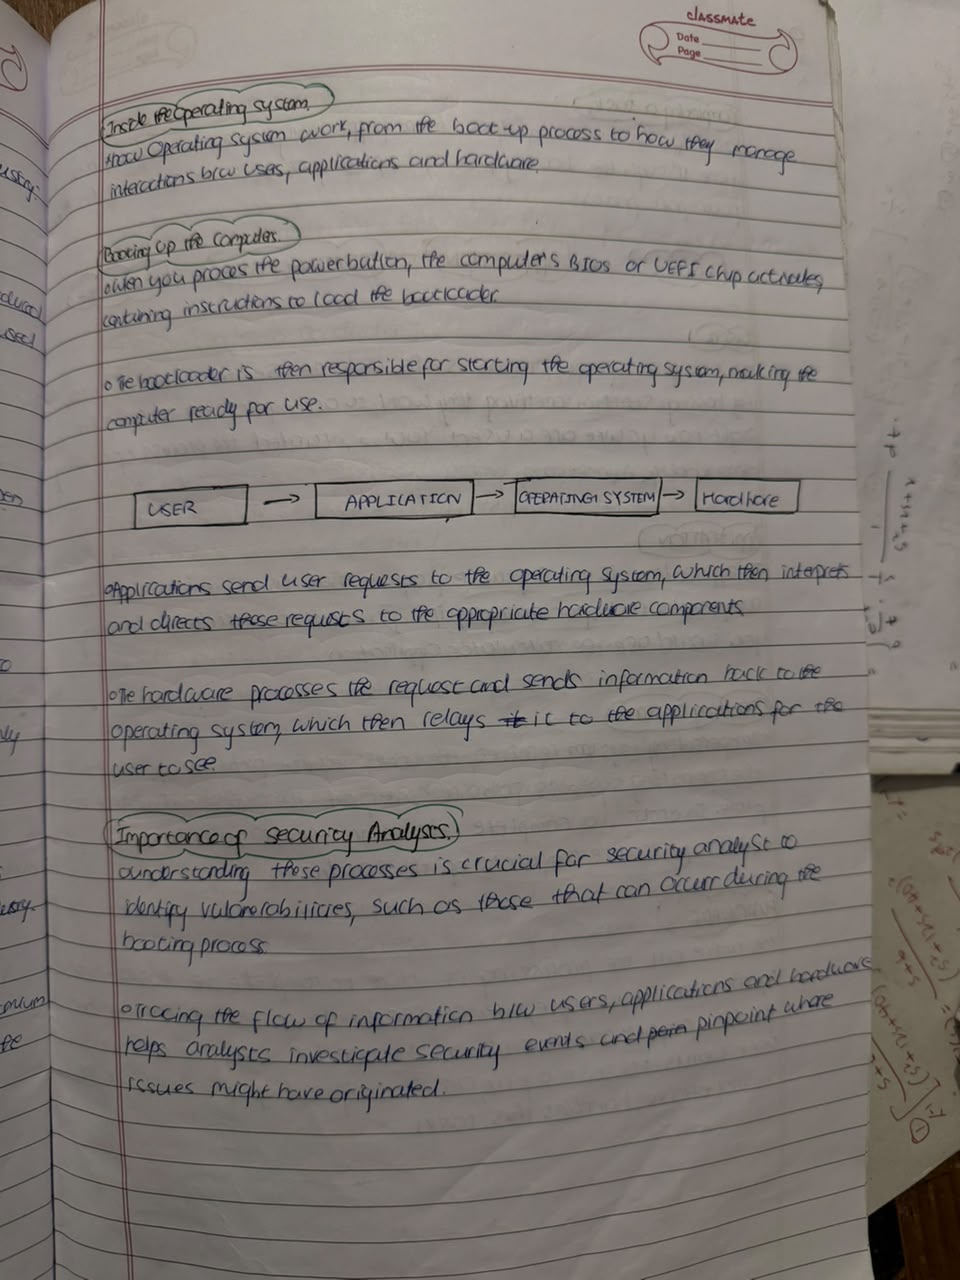 classmate
Date
Page
Inside the Operating system
How Operating system work, from the boot up process to how they manage
interactions b/w users, applications and hardware.
Booting Up the Computer.
when you proces the power button, the computer's BIOS or UEFI chip activates,
containing instructions to load the bootloader.
The bootloader is then responsible for starting the operating system, making the
computer ready for use.
USER → APPLICATION → OPERATING SYSTEM → Hardware
Applications send user requests to the operating system, which then interprets
and directs those requests to the appropriate hardware components
The hardware processes the request and sends information back to the
operating system, which then relays it to the applications for the
user to see.
Importance of Security Analyses.
understanding these processes is crucial for security analyst to
identify vulnerabilities, such as those that can occurr during the
booting process
Tracing the flow of information b/w users, applications and hardware
helps analysts investigate security events and pinpoint where
issues might have originated.